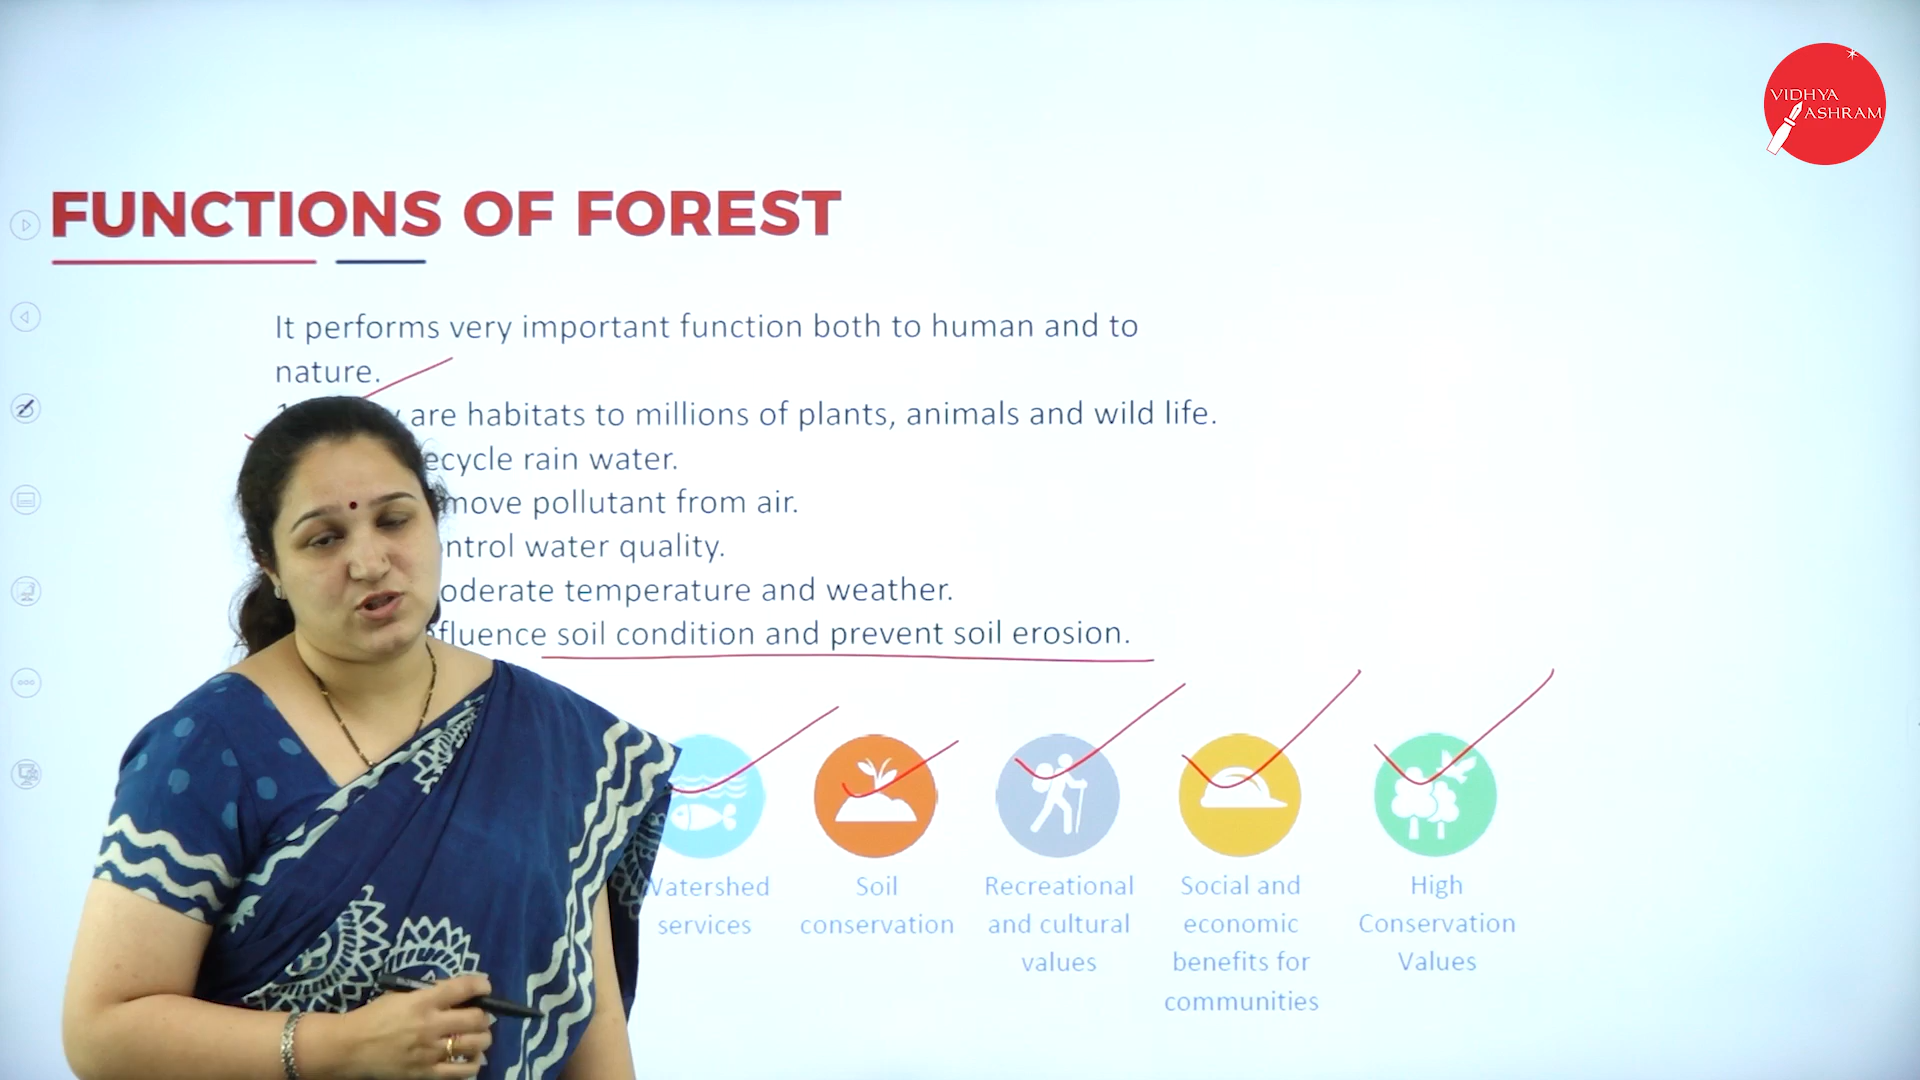 VIDHYA
ASHRAM
FUNCTIONS OF FOREST
It performs very important function both to human and to
nature.
are habitats to millions of plants, animals and wild life.
ecycle rain water.
move pollutant from air.
ntrol water quality.
oderate temperature and weather.
fluence soil condition and prevent soil erosion.
Watershed
services
Soil
conservation
Recreational
and cultural
values
Social and
economic
benefits for
communities
High
Conservation
Values